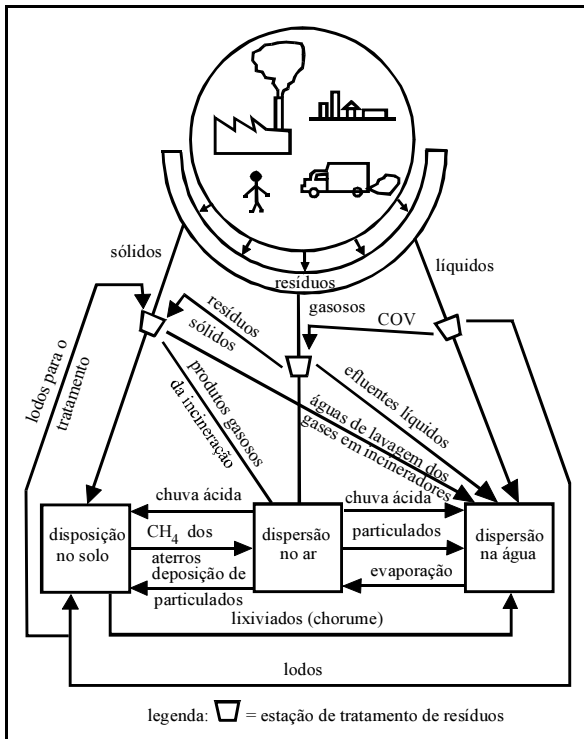 sólidos
resíduos
líquidos
gasosos
COV
resíduos
sólidos
lodos para o
tratamento
produtos gasosos
da incineração
efluentes líquidos
águas de lavagem dos
gases em incineradores
chuva ácida
chuva ácida
disposição
no solo
CH4 dos
aterros
dispersão
no ar
particulados
dispersão
na água
deposição de
particulados
evaporação
lixiviados (chorume)
lodos
legenda: = estação de tratamento de resíduos